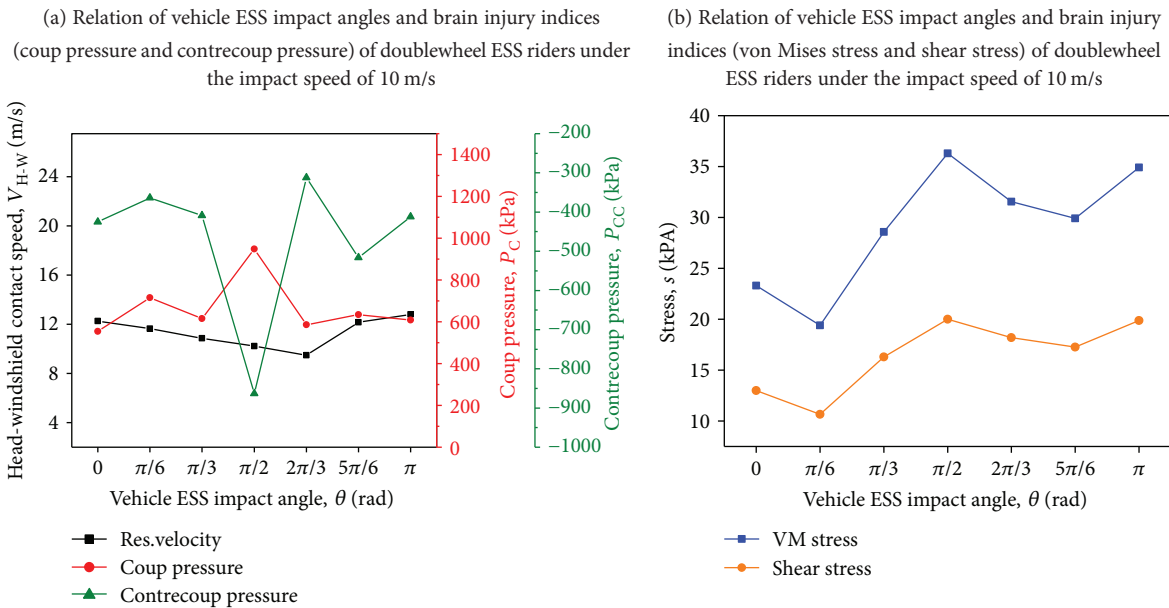 (a) Relation of vehicle ESS impact angles and brain injury indices
(coup pressure and contrecoup pressure) of doublewheel ESS riders under
the impact speed of 10 m/s
Head-windshield contact speed, V_H-W (m/s)
24
20
16
12
8
4
0
π/6
π/3
π/2
2π/3
5π/6
π
Vehicle ESS impact angle, θ (rad)
1400
1200
1000
800
600
400
200
0
Coup pressure, P_C (kPa)
−200
−300
−400
−500
−600
−700
−800
−900
−1000
Contrecoup pressure, P_CC (kPa)
Res.velocity
Coup pressure
Contrecoup pressure
(b) Relation of vehicle ESS impact angles and brain injury
indices (von Mises stress and shear stress) of doublewheel
ESS riders under the impact speed of 10 m/s
Stress, s (kPA)
40
35
30
25
20
15
10
0
π/6
π/3
π/2
2π/3
5π/6
π
Vehicle ESS impact angle, θ (rad)
VM stress
Shear stress